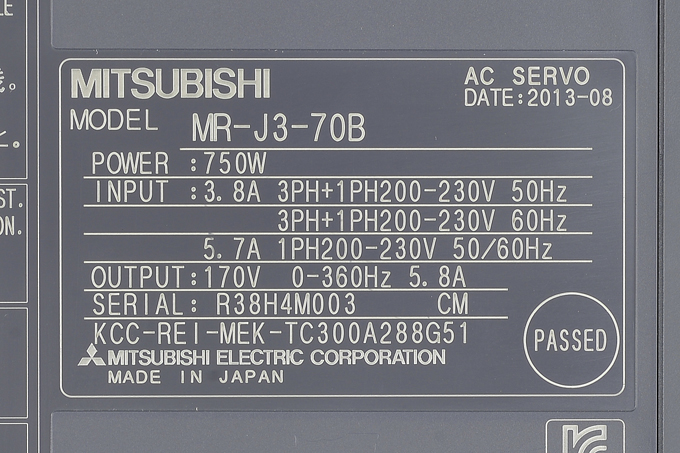 MITSUBISHI
AC SERVO
DATE:2013-08
MODEL MR-J3-70B
POWER :750W
INPUT :3.8A 3PH+1PH200-230V 50Hz
3PH+1PH200-230V 60Hz
5.7A 1PH200-230V 50/60Hz
OUTPUT:170V 0-360Hz 5.8A
SERIAL: R38H4M003 CM
KCC-REI-MEK-TC300A288G51
PASSED
MITSUBISHI ELECTRIC CORPORATION
MADE IN JAPAN